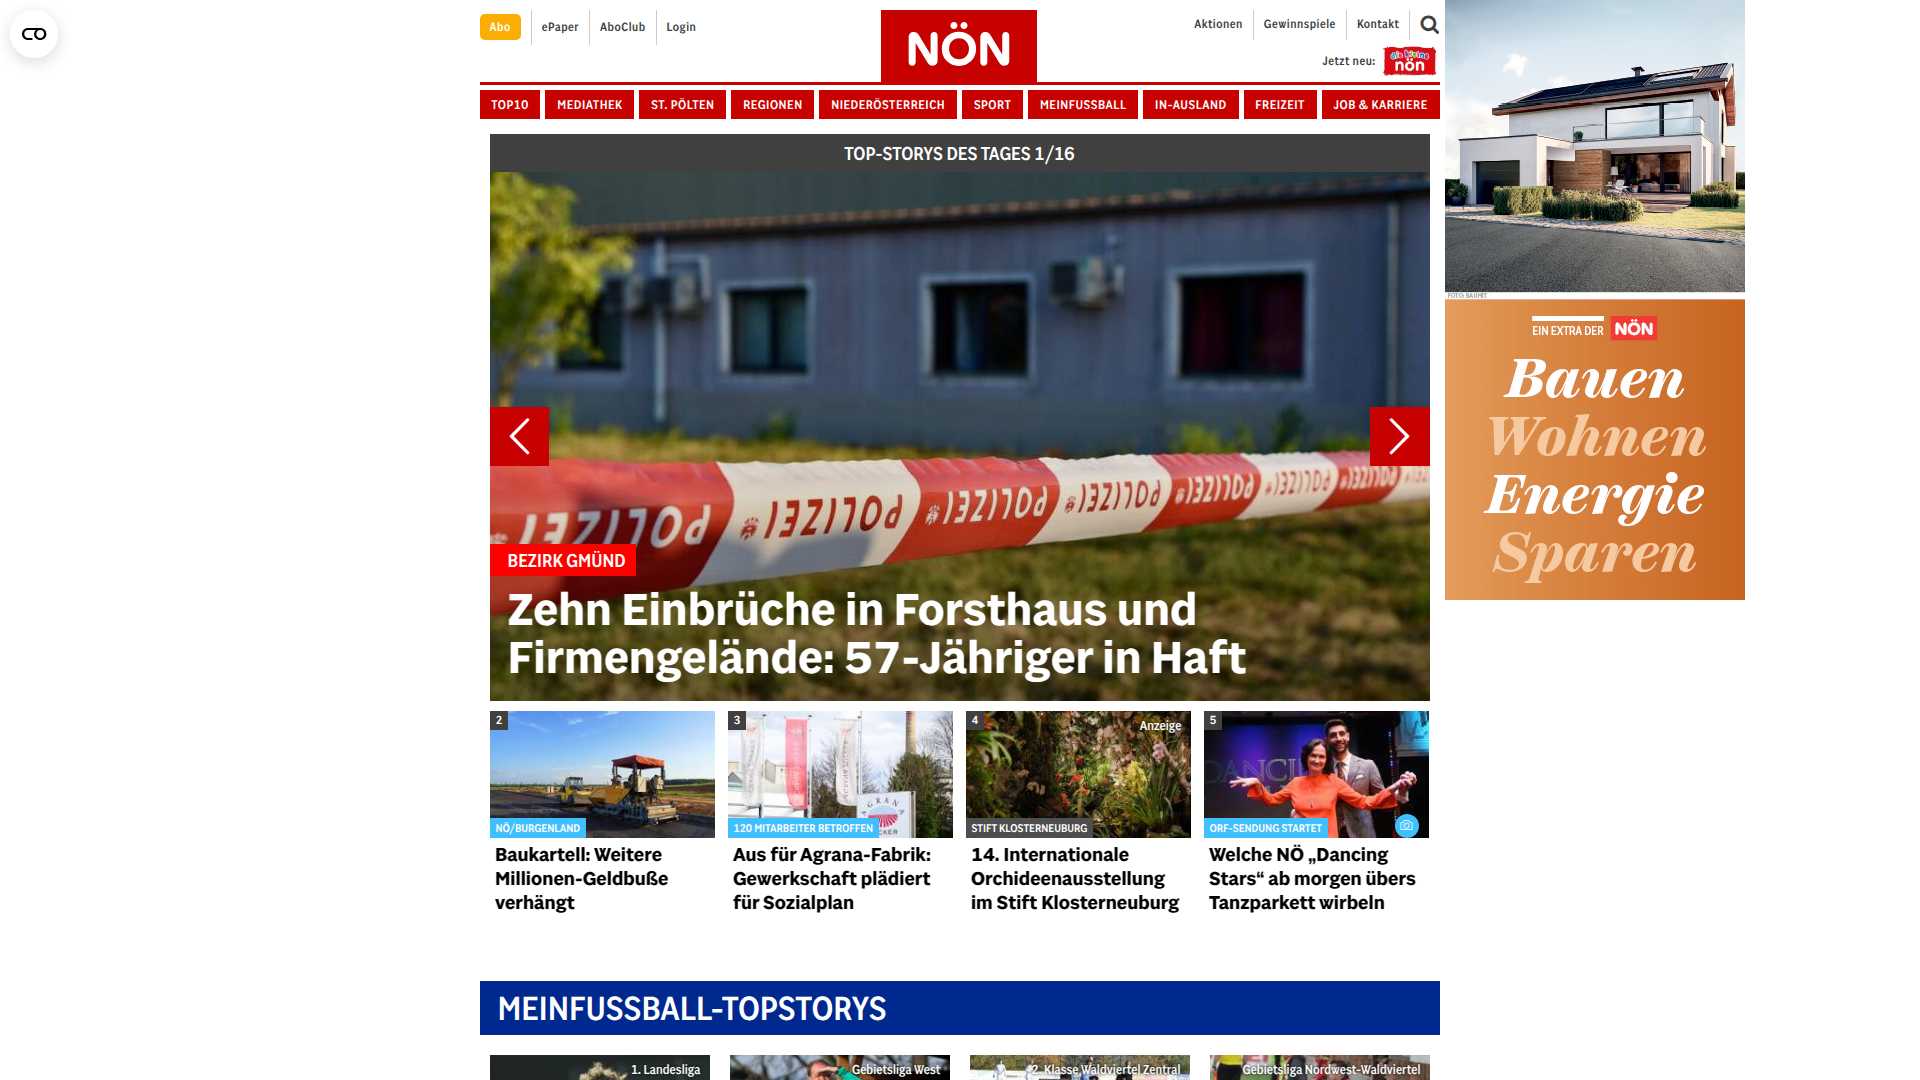 Abo
ePaper
AboClub
Login
NÖN
Aktionen
Gewinnspiele
Kontakt
Jetzt neu:
die kleine
nön
TOP10
MEDIATHEK
ST. PÖLTEN
REGIONEN
NIEDERÖSTERREICH
SPORT
MEINFUSSBALL
IN-AUSLAND
FREIZEIT
JOB & KARRIERE
TOP-STORYS DES TAGES 1/16
POLIZEI POLIZEI POLIZEI POLIZEI POLIZEI POLIZEI POLIZEI
BEZIRK GMÜND
Zehn Einbrüche in Forsthaus und
Firmengelände: 57-Jähriger in Haft
FOTO: BAUMIT
EIN EXTRA DER NÖN
Bauen
Wohnen
Energie
Sparen
2
NÖ/BURGENLAND
Baukartell: Weitere
Millionen-Geldbuße
verhängt
3
AGRANA
120 MITARBEITER BETROFFEN
Aus für Agrana-Fabrik:
Gewerkschaft plädiert
für Sozialplan
4
Anzeige
STIFT KLOSTERNEUBURG
14. Internationale
Orchideenausstellung
im Stift Klosterneuburg
5
ORF-SENDUNG STARTET
Welche NÖ „Dancing
Stars“ ab morgen übers
Tanzparkett wirbeln
MEINFUSSBALL-TOPSTORYS
1. Landesliga
Gebietsliga West
2. Klasse Waldviertel Zentral
Gebietsliga Nordwest-Waldviertel